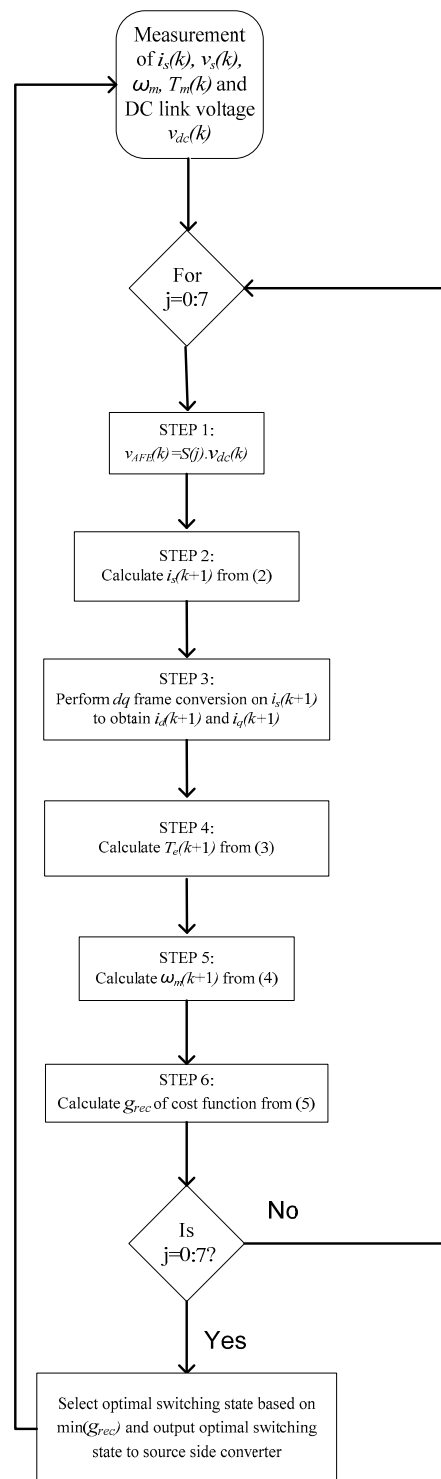 Measurement
of i_s(k), v_s(k),
ω_m, T_m(k) and
DC link voltage
v_dc(k)
For
j=0:7
STEP 1:
v_AFE(k)=S(j).v_dc(k)
STEP 2:
Calculate i_s(k+1) from (2)
STEP 3:
Perform dq frame conversion on i_s(k+1)
to obtain i_d(k+1) and i_q(k+1)
STEP 4:
Calculate T_e(k+1) from (3)
STEP 5:
Calculate ω_m(k+1) from (4)
STEP 6:
Calculate g_rec of cost function from (5)
Is
j=0:7?
No
Yes
Select optimal switching state based on
min(g_rec) and output optimal switching
state to source side converter